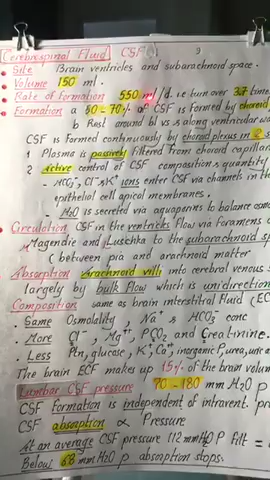 Cerebrospinal Fluid CSF 9
• Site Brain ventricles and subarachnoid space.
• Volume 150 ml.
• Rate of Formation 550 ml/d. i.e turn over 3.7 time
• Formation a 50-70% of CSF is formed by choroid
b Rest around bl vs s along ventricular wa
CSF is formed continuously by choroid plexus in 2 s
1 Plasma is passively filtered from choroid capillar
2 Active control of CSF composition & quantity
- HCO3-, Cl-, & K+ ions enter CSF via channels in th
epithelial cell apical membranes.
- H2O is secreted via aquaporins to balance osmo
• Circulation CSF in the ventricles flow via foramens o
Magendie and Luschka to the subarachnoid sp
(between pia and arachnoid matter
• Absorption Arachnoid villi into cerebral venous s
largely by bulk flow which is unidirection
Composition same as brain interstitial fluid (EC
• Same Osmolality, Na+ & HCO3- conc
• More Cl-, Mg++, PCO2 and Creatinine.
• Less Ptn, glucose, K+, Ca++, inorganic P, urea, uric a
The brain ECF makes up 15% of the brain volum
Lumbar CSF pressure 70-180 mm H2O p
CSF formation is independent of intravent. pr
CSF absorption ∝ Pressure
At an average CSF pressure 112 mm H2O P filt =
Below 68 mm H2O p absorption stops.